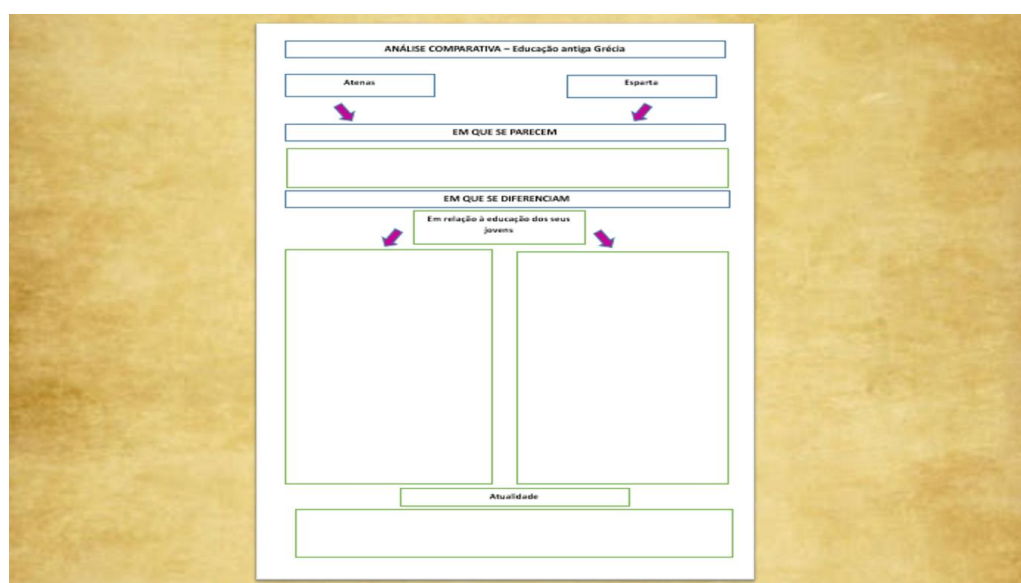 ANÁLISE COMPARATIVA – Educação antiga Grécia
Atenas
Esparta
EM QUE SE PARECEM
EM QUE SE DIFERENCIAM
Em relação à educação dos seus
jovens
Atualidade